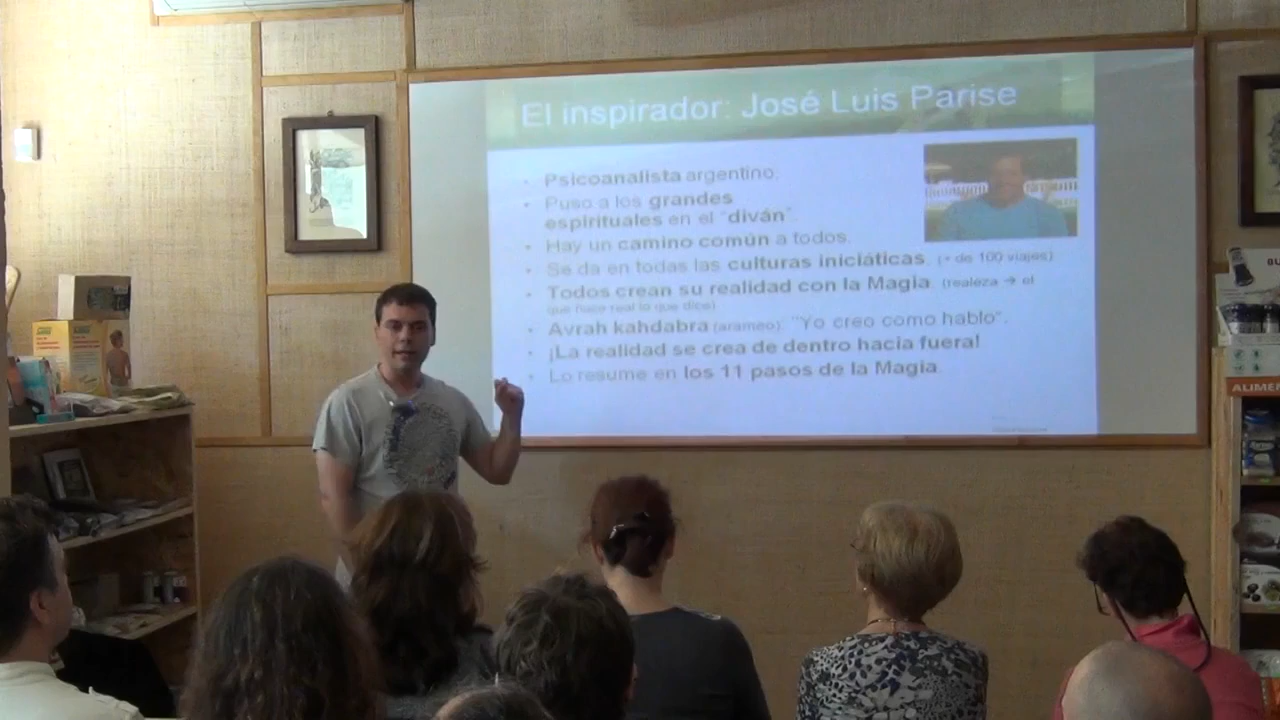 El inspirador: José Luis Parise
Psicoanalista argentino.
Puso a los grandes
espirituales en el "diván".
Hay un camino común a todos.
Se da en todas las culturas iniciáticas. (+ de 100 viajes)
Todos crean su realidad con la Magia. (realeza → el
que hace real lo que dice)
Avrah kahdabra (arameo): "Yo creo como hablo".
¡La realidad se crea de dentro hacia fuera!
Lo resume en los 11 pasos de la Magia.
ALIMEN